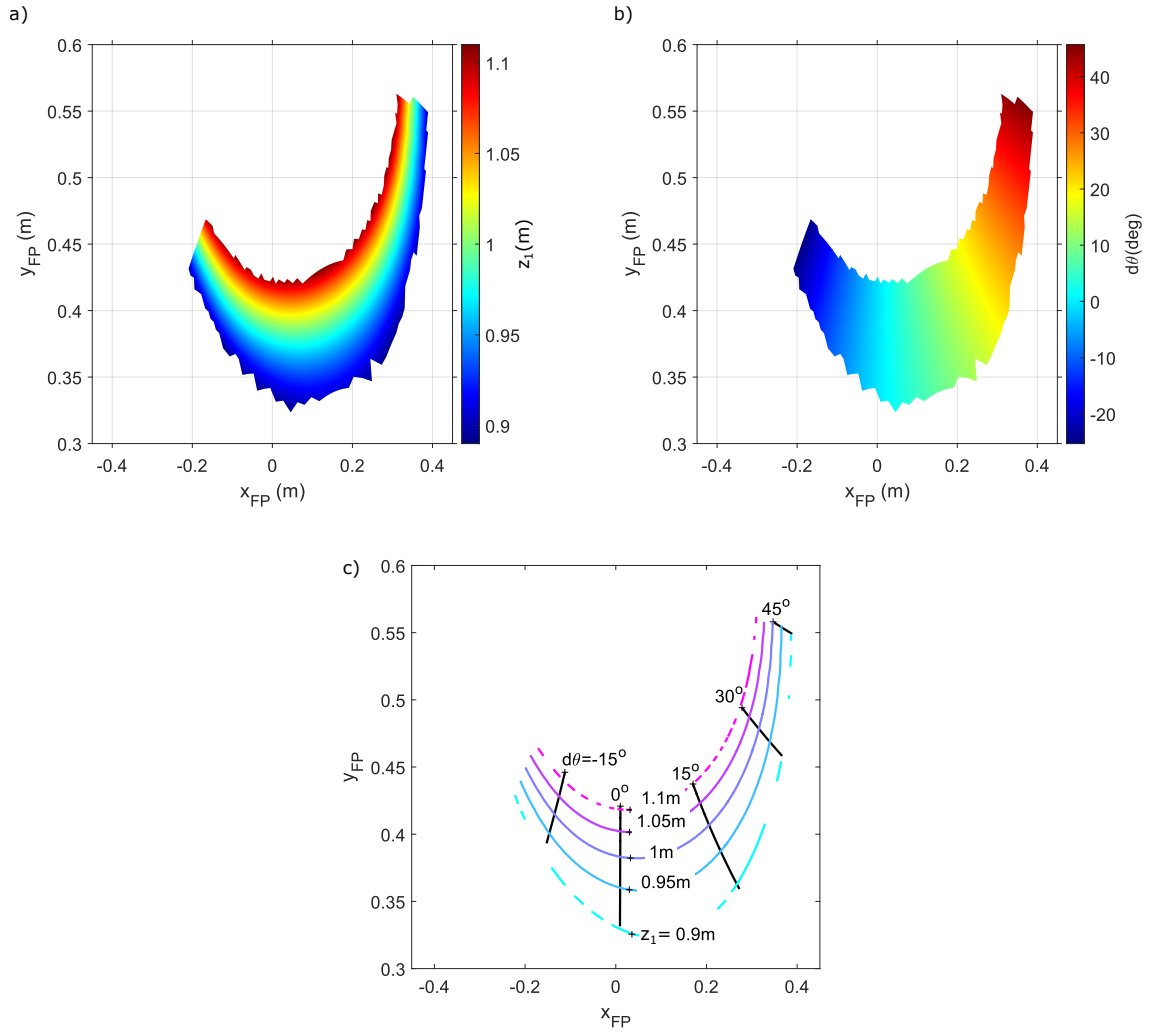 a)
0.6
0.55
0.5
0.45
0.4
0.35
0.3
y_FP (m)
-0.4 -0.2 0 0.2 0.4
x_FP (m)
1.1
1.05
1
0.95
0.9
z_1(m)
b)
0.6
0.55
0.5
0.45
0.4
0.35
0.3
y_FP (m)
-0.4 -0.2 0 0.2 0.4
x_FP (m)
40
30
20
10
0
-10
-20
dθ(deg)
c)
0.6
0.55
0.5
0.45
0.4
0.35
0.3
y_FP
45°
30°
dθ=-15°
15°
0°
1.1m
1.05m
1m
0.95m
z_1= 0.9m
-0.4 -0.2 0 0.2 0.4
x_FP